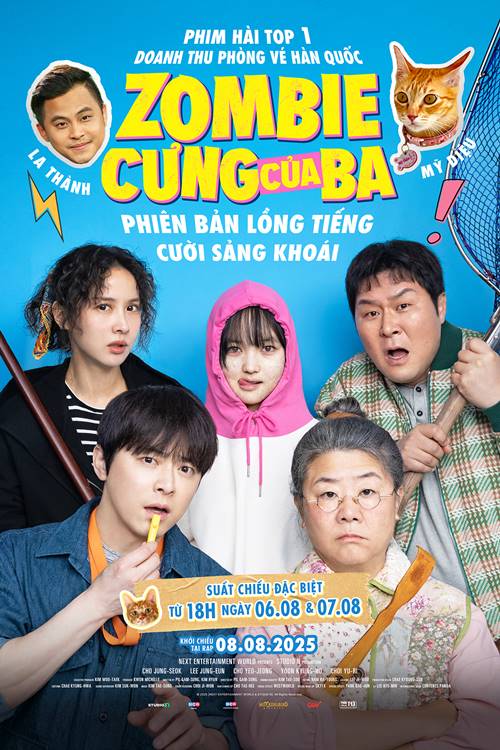 PHIM HÀI TOP 1
DOANH THU PHÒNG VÉ HÀN QUỐC
ZOMBIE
CƯNG CỦA BA
LA THÀNH
MỸ DIỆU
PHIÊN BẢN LỒNG TIẾNG
CƯỜI SẢNG KHOÁI
SUẤT CHIẾU ĐẶC BIỆT
TỪ 18H NGÀY 06.08 & 07.08
KHỞI CHIẾU
TẠI RẠP 08.08.2025
NEXT ENTERTAINMENT WORLD PRESENTS STUDIO N PRODUCTION
CHO JUNG-SEOK LEE JUNG-EUN CHO YEO-JEONG YOON KYUNG-HO CHOI YU-RI